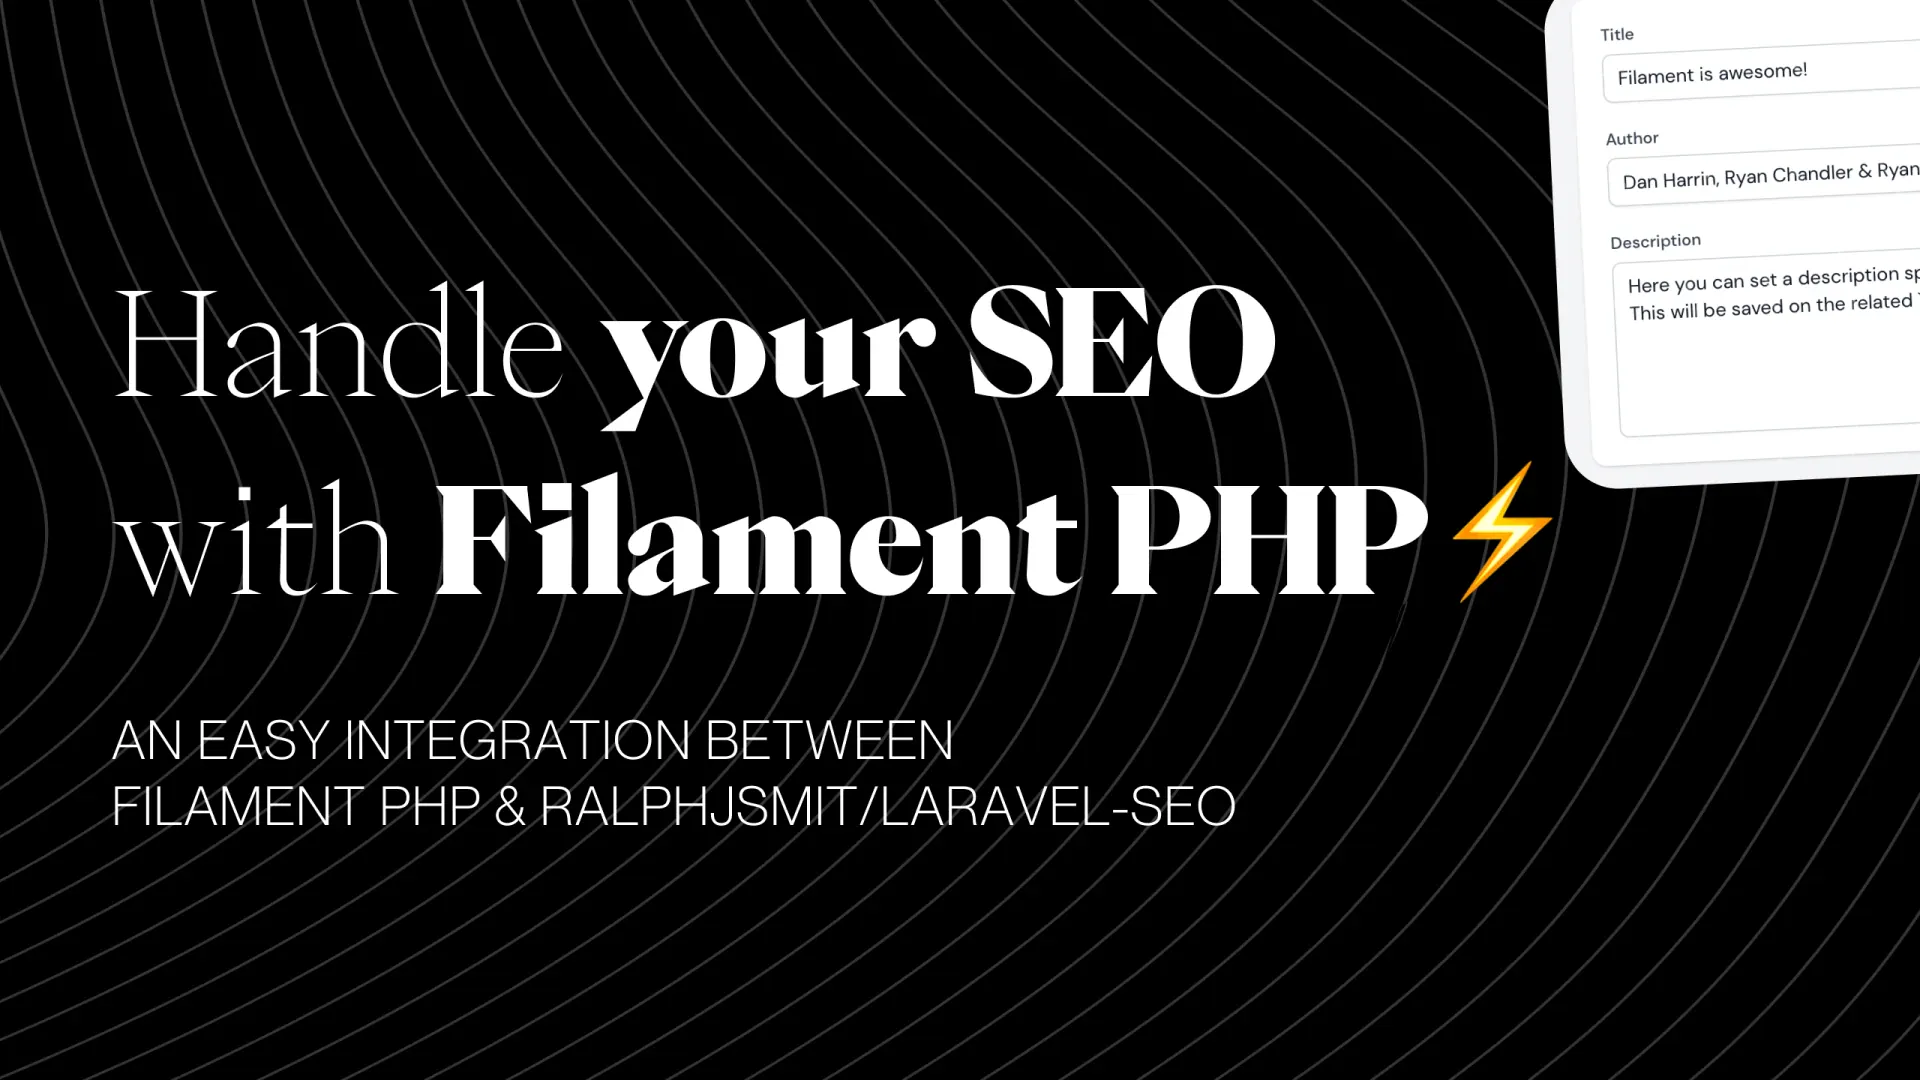 Title
Filament is awesome!
Author
Dan Harrin, Ryan Chandler & Ryan
Description
Here you can set a description
This will be saved on the related
Handle your SEO
with Filament PHP⚡
AN EASY INTEGRATION BETWEEN
FILAMENT PHP & RALPHJSMIT/LARAVEL-SEO